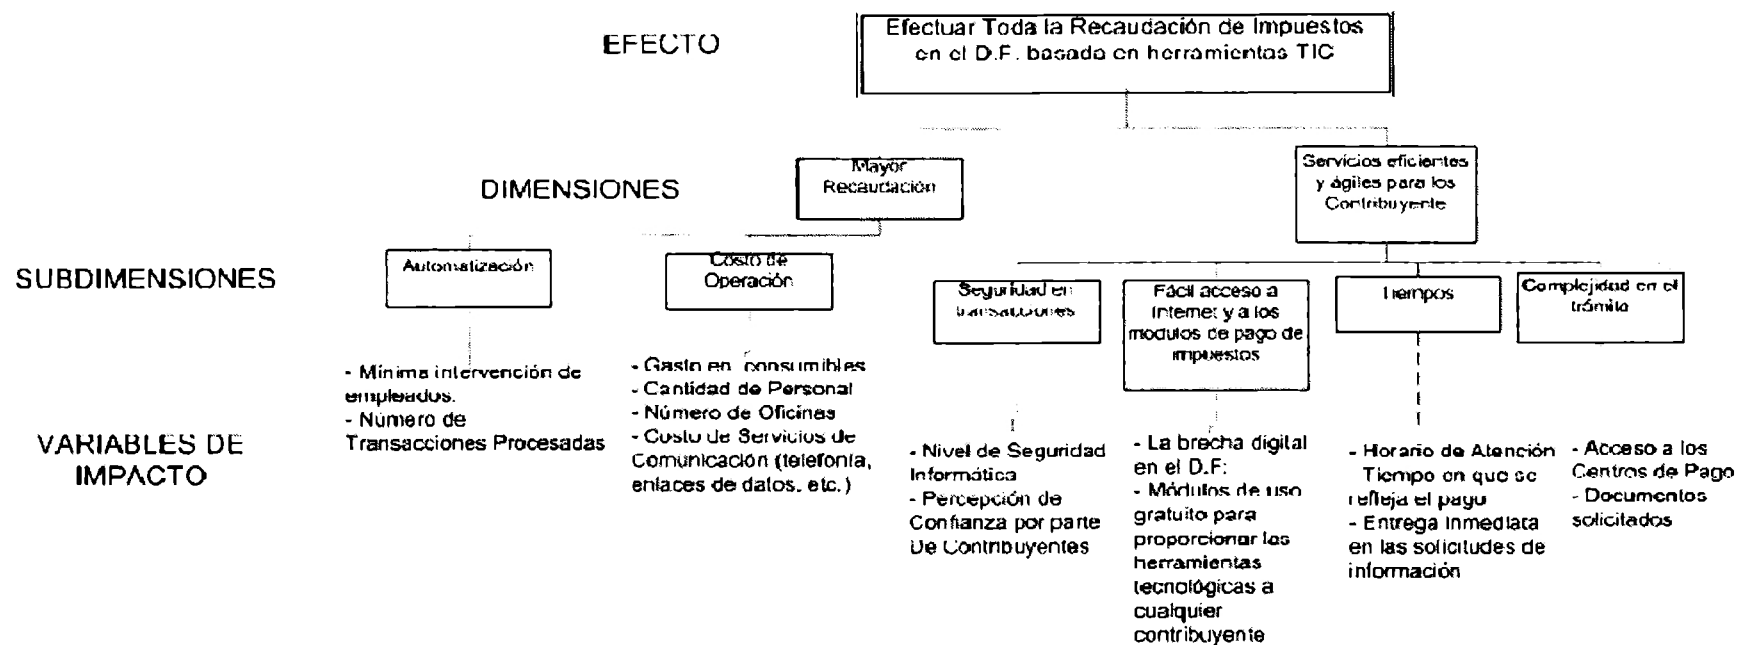 EFECTO
Efectuar Toda la Recaudación de Impuestos
en el D.F. basada en herramientas TIC
DIMENSIONES
Mayor
Recaudación
Servicios eficientes
y ágiles para los
Contribuyente
SUBDIMENSIONES
Automatización
Costo de
Operación
Seguridad en
transacciones
Fácil acceso a
Internet y a los
módulos de pago de
impuestos
Tiempos
Complejidad en el
trámite
VARIABLES DE
IMPACTO
- Mínima intervención de
empleados.
- Número de
Transacciones Procesadas
- Gasto en consumibles
- Cantidad de Personal
- Número de Oficinas
- Costo de Servicios de
Comunicación (telefonía,
enlaces de datos, etc.)
- Nivel de Seguridad
Informática
- Percepción de
Confianza por parte
De Contribuyentes
- La brecha digital
en el D.F:
- Módulos de uso
gratuito para
proporcionar las
herramientas
tecnológicas a
cualquier
contribuyente
- Horario de Atención
- Tiempo en que se
refleja el pago
- Entrega Inmediata
en las solicitudes de
información
- Acceso a los
Centros de Pago
- Documentos
solicitados